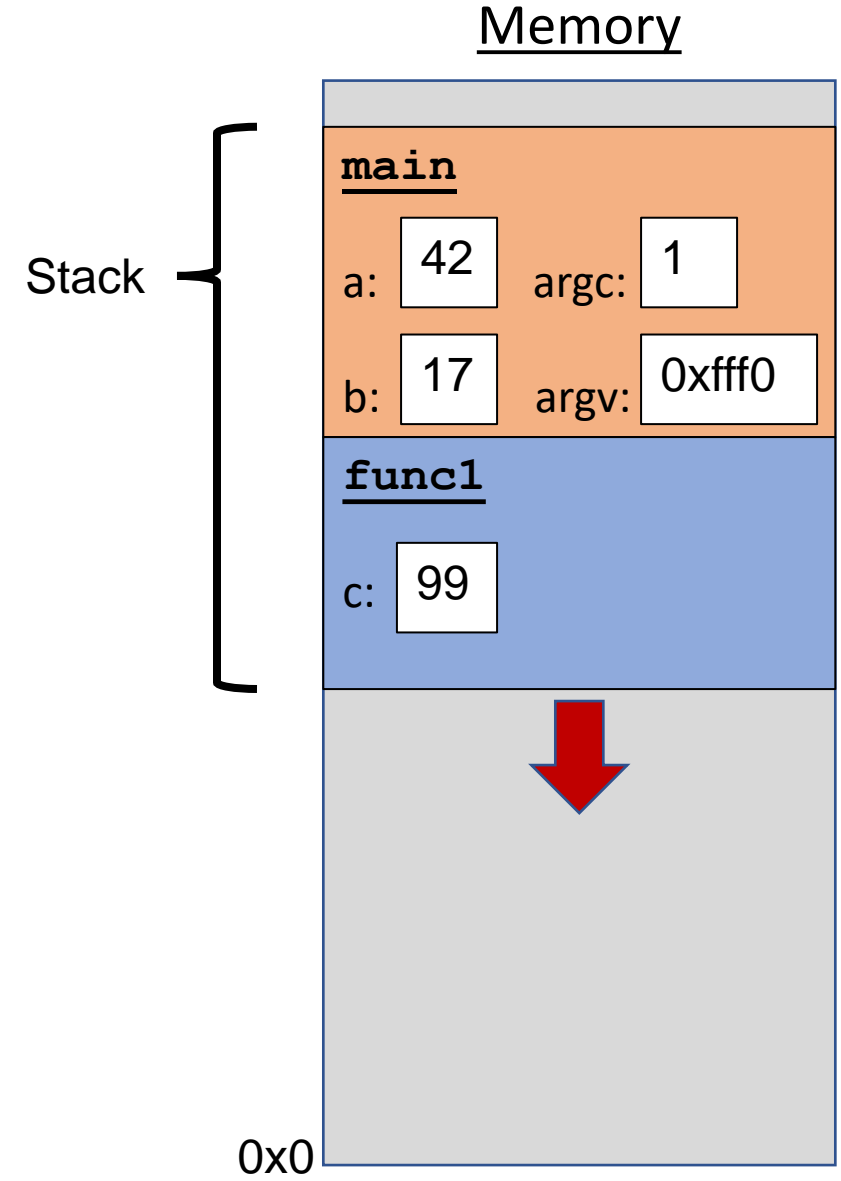 Memory
main
Stack
a: 42 argc: 1
b: 17 argv: 0xfff0
func1
c: 99
0x0